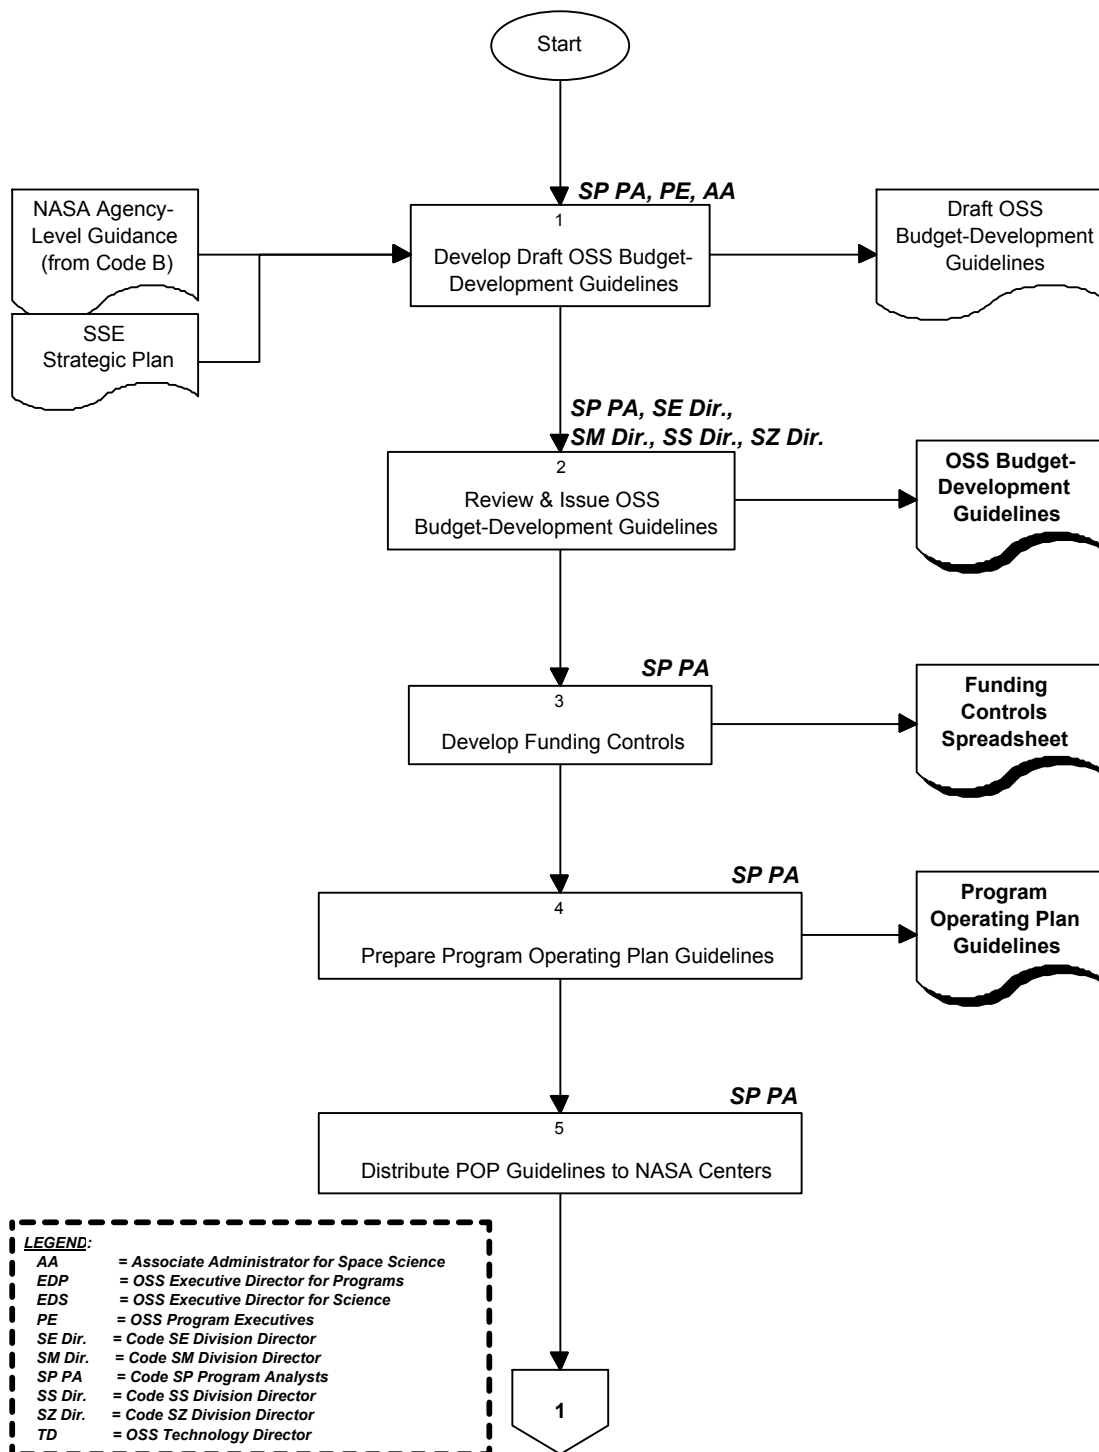 Start
SP PA, PE, AA
NASA Agency-
Level Guidance
(from Code B)
SSE
Strategic Plan
1
Develop Draft OSS Budget-
Development Guidelines
Draft OSS
Budget-Development
Guidelines
SP PA, SE Dir.,
SM Dir., SS Dir., SZ Dir.
2
Review & Issue OSS
Budget-Development Guidelines
OSS Budget-
Development
Guidelines
SP PA
3
Develop Funding Controls
Funding
Controls
Spreadsheet
SP PA
4
Prepare Program Operating Plan Guidelines
Program
Operating Plan
Guidelines
SP PA
5
Distribute POP Guidelines to NASA Centers
LEGEND:
AA = Associate Administrator for Space Science
EDP = OSS Executive Director for Programs
EDS = OSS Executive Director for Science
PE = OSS Program Executives
SE Dir. = Code SE Division Director
SM Dir. = Code SM Division Director
SP PA = Code SP Program Analysts
SS Dir. = Code SS Division Director
SZ Dir. = Code SZ Division Director
TD = OSS Technology Director
1